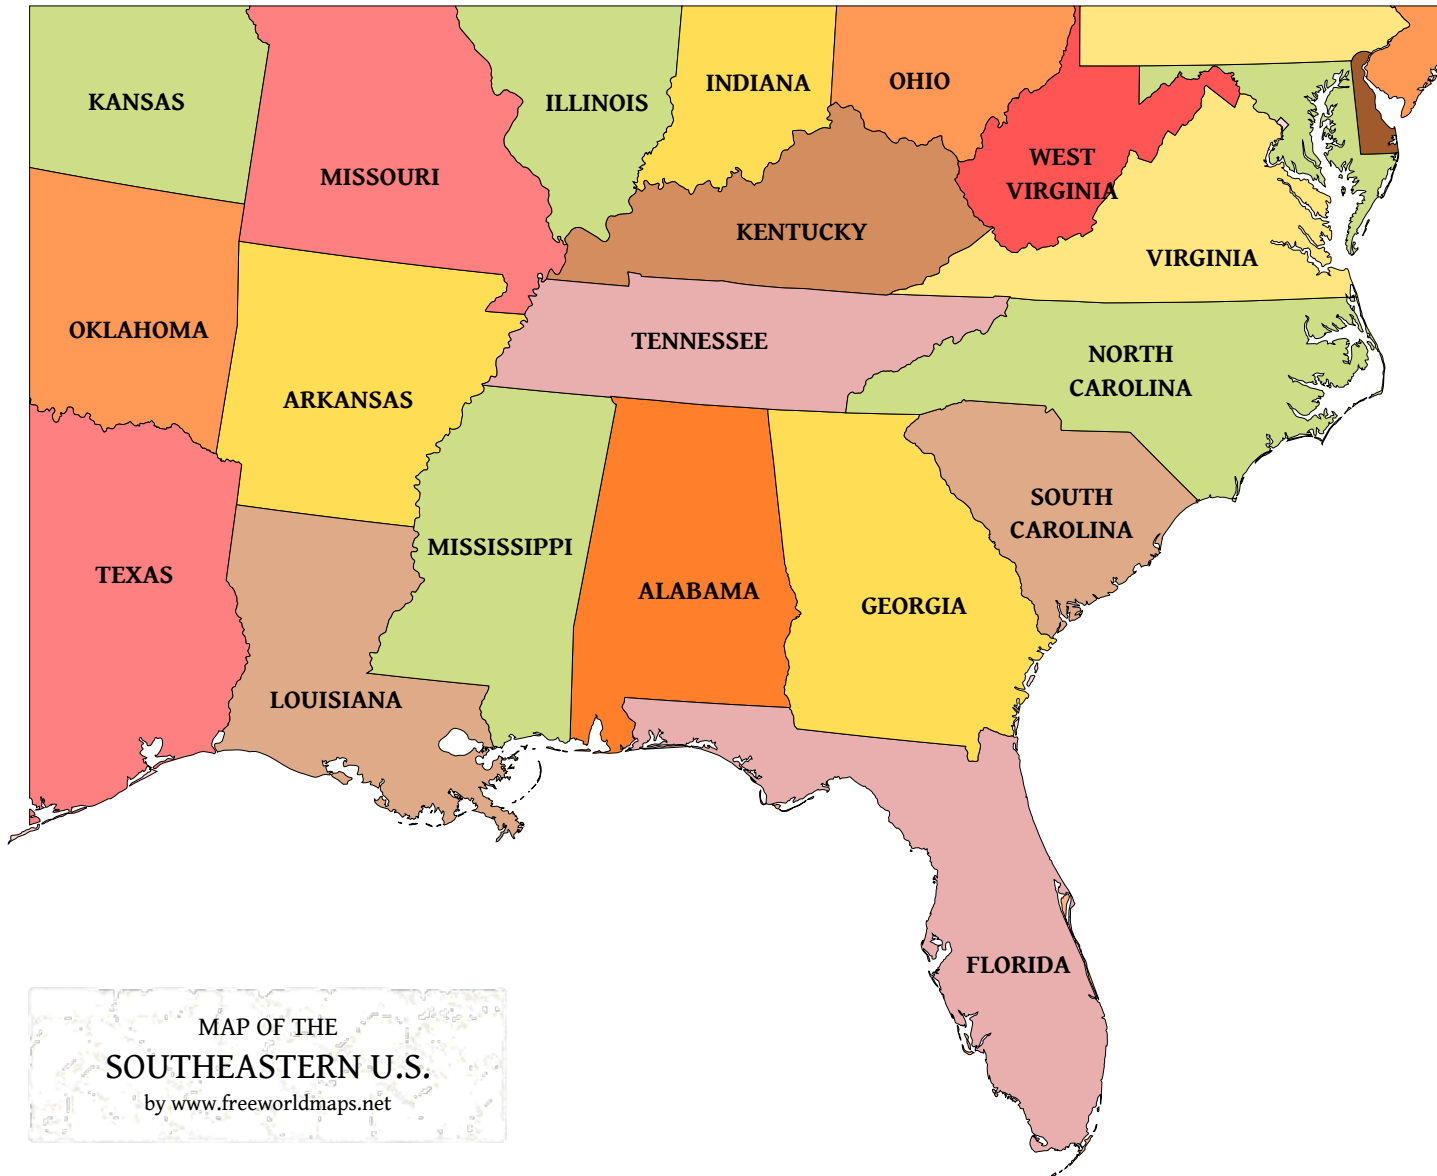 KANSAS
MISSOURI
ILLINOIS
INDIANA
OHIO
WEST
VIRGINIA
KENTUCKY
VIRGINIA
OKLAHOMA
ARKANSAS
TENNESSEE
NORTH
CAROLINA
SOUTH
CAROLINA
TEXAS
MISSISSIPPI
ALABAMA
GEORGIA
LOUISIANA
FLORIDA
MAP OF THE
SOUTHEASTERN U.S.
by www.freeworldmaps.net